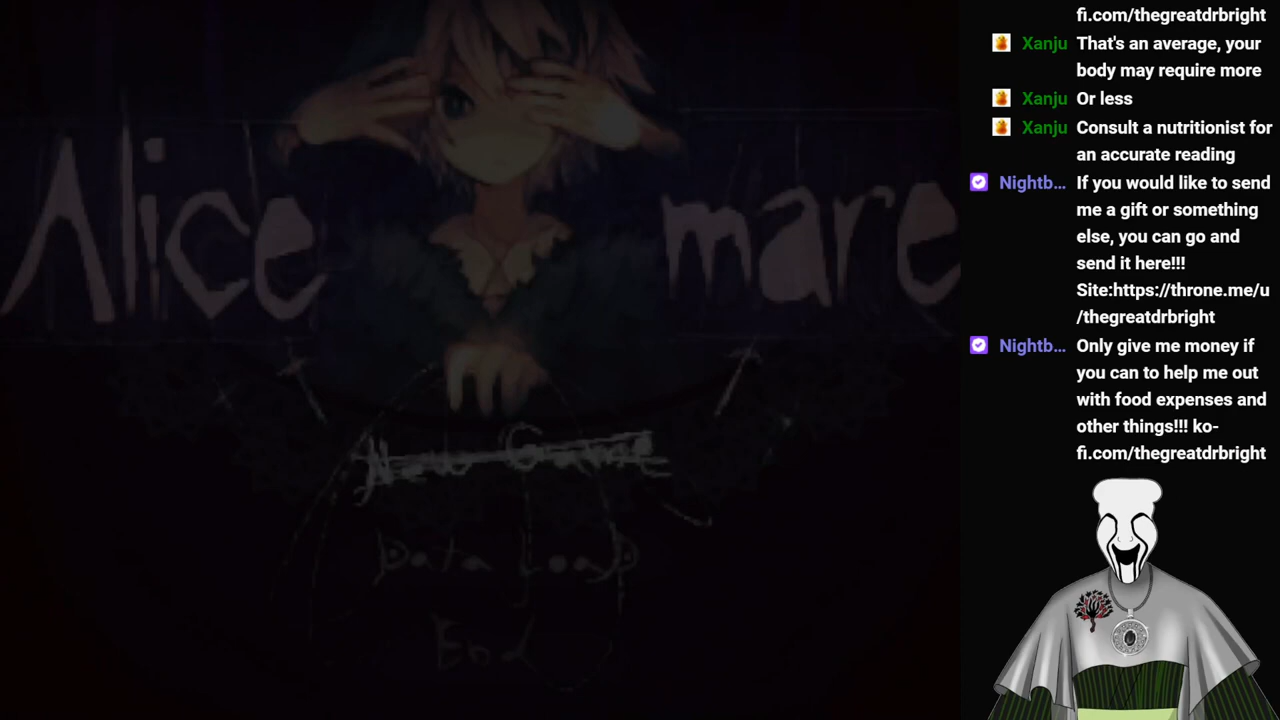 Alice mare
New Game
Data Load
End
fi.com/thegreatdrbright
Xanju That's an average, your
body may require more
Xanju Or less
Xanju Consult a nutritionist for
an accurate reading
Nightb... If you would like to send
me a gift or something
else, you can go and
send it here!!!
Site:https://throne.me/u
/thegreatdrbright
Nightb... Only give me money if
you can to help me out
with food expenses and
other things!!! ko-
fi.com/thegreatdrbright